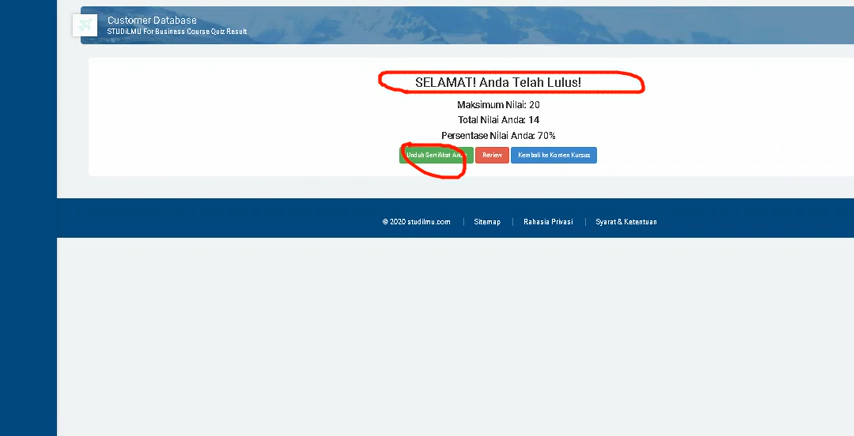 Customer Database
STUDiLMU For Business Course Quiz Result
SELAMAT! Anda Telah Lulus!
Maksimum Nilai: 20
Total Nilai Anda: 14
Persentase Nilai Anda: 70%
Unduh Sertifikat Anda Review Kembali ke Konten Kursus
© 2020 studilmu.com | Sitemap | Rahasia Privasi | Syarat & Ketentuan